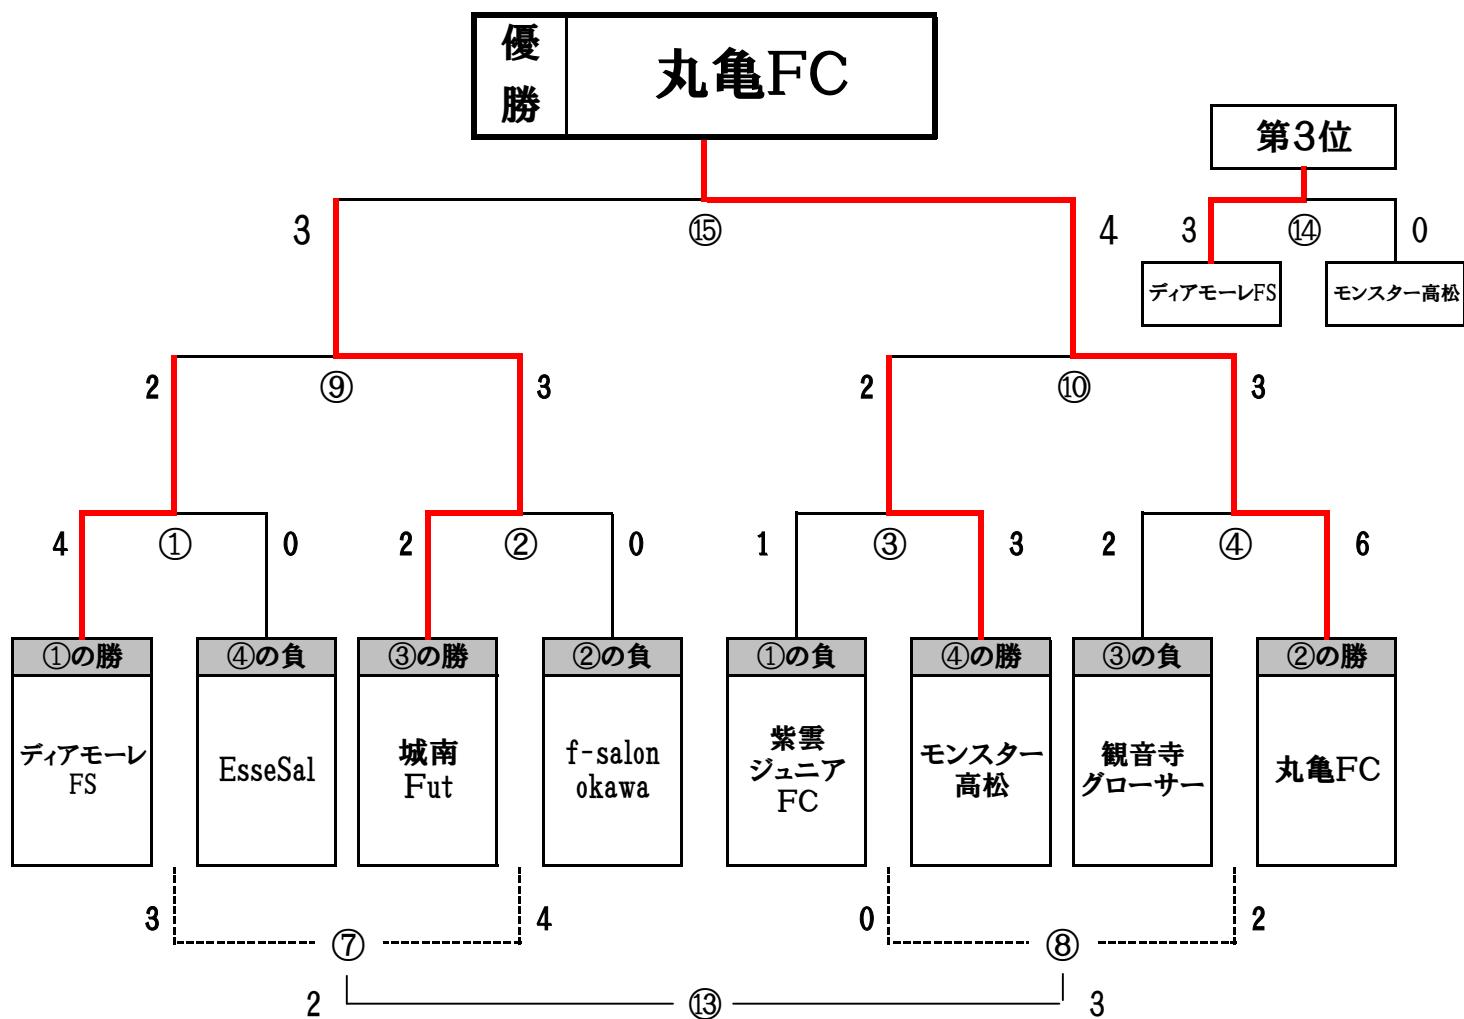 優勝
丸亀FC
第3位
3
⑮
4
3
⑭
0
ディアモーレFS
モンスター高松
2
⑨
3
2
⑩
3
4
①
0
2
②
0
1
③
3
2
④
6
①の勝
④の負
③の勝
②の負
①の負
④の勝
③の負
②の勝
ディアモーレ
FS
EsseSal
城南
Fut
f-salon
okawa
紫雲
ジュニア
FC
モンスター
高松
観音寺
グローサー
丸亀FC
3
⑦
4
0
⑧
2
2
⑬
3